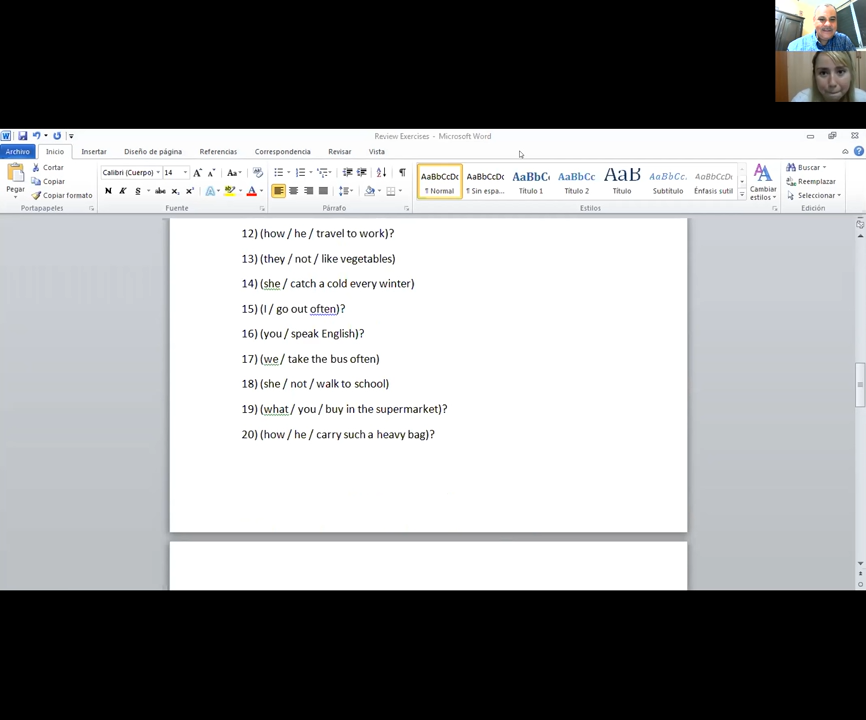 Review Exercises - Microsoft Word
Archivo Inicio Insertar Diseño de página Referencias Correspondencia Revisar Vista
Pegar
Cortar
Copiar
Copiar formato
Portapapeles
Calibri (Cuerpo) 14
Fuente
Párrafo
AaBbCcDc AaBbCcDc AaBbC AaBbCc AaB AaBbCc. AaBbCcDc
¶ Normal ¶ Sin espa... Título 1 Título 2 Título Subtítulo Énfasis sutil
Cambiar estilos
Estilos
Buscar
Reemplazar
Seleccionar
Edición
12) (how / he / travel to work)?
13) (they / not / like vegetables)
14) (she / catch a cold every winter)
15) (I / go out often)?
16) (you / speak English)?
17) (we / take the bus often)
18) (she / not / walk to school)
19) (what / you / buy in the supermarket)?
20) (how / he / carry such a heavy bag)?